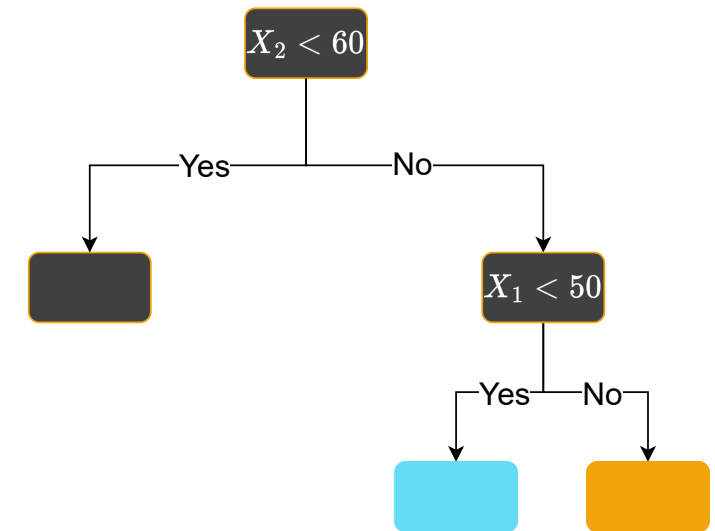 X₂ < 60
Yes
No
X₁ < 50
Yes
No